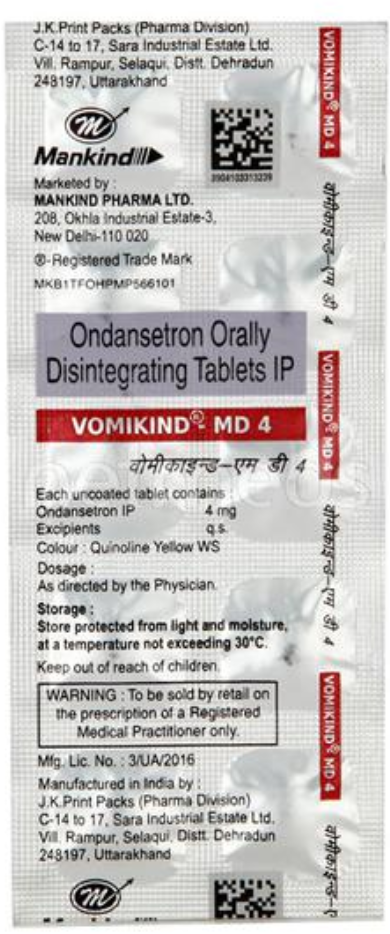 J.K.Print Packs (Pharma Division)
C-14 to 17, Sara Industrial Estate Ltd.
Vill. Rampur, Selaqui, Distt. Dehradun
248197, Uttarakhand
m
Mankind
3904103313239
Marketed by :
MANKIND PHARMA LTD.
208, Okhla Industrial Estate-3,
New Delhi-110 020
®-Registered Trade Mark
MKB1TFOHPMP566101
Ondansetron Orally
Disintegrating Tablets IP
VOMIKIND®- MD 4
वोमीकाइन्ड-एम डी 4
Each uncoated tablet contains :
Ondansetron IP 4 mg
Excipients q.s.
Colour : Quinoline Yellow WS
Dosage :
As directed by the Physician.
Storage :
Store protected from light and moisture,
at a temperature not exceeding 30°C.
Keep out of reach of children.
WARNING : To be sold by retail on
the prescription of a Registered
Medical Practitioner only.
Mfg. Lic. No. : 3/UA/2016
Manufactured in India by :
J.K.Print Packs (Pharma Division)
C-14 to 17, Sara Industrial Estate Ltd.
Vill. Rampur, Selaqui, Distt. Dehradun
248197, Uttarakhand
m
VOMIKIND® MD 4
वोमीकाइन्ड-एम डी 4
VOMIKIND® MD 4
वोमीकाइन्ड-एम डी 4
VOMIKIND® MD 4
वोमीकाइन्ड-ए